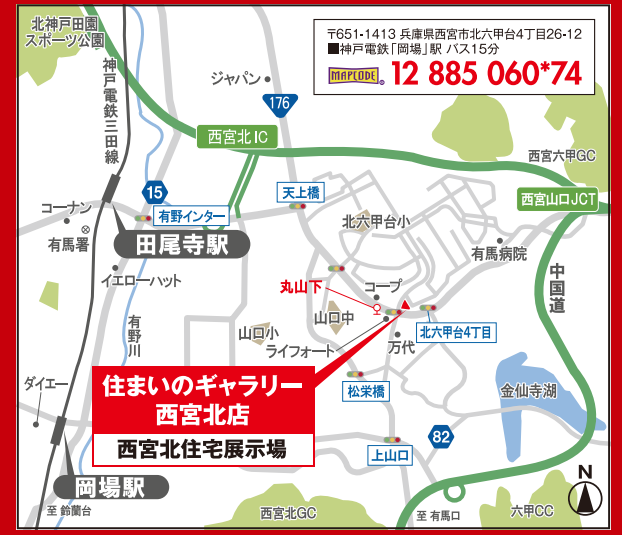 北神戸田園
スポーツ公園
〒651-1413 兵庫県西宮市北六甲台4丁目26-12
■神戸電鉄「岡場」駅 バス15分
MAPCODE 12 885 060*74
神戸電鉄三田線
ジャパン
176
西宮北IC
西宮六甲GC
15
天上橋
西宮山口JCT
コーナン
有野インター
北六甲台小
有馬署
田尾寺駅
有馬病院
イエローハット
丸山下
コープ
中国道
有野川
山口小
山口中
北六甲台4丁目
ライフォート
万代
住まいのギャラリー
西宮北店
西宮北住宅展示場
ダイエー
松栄橋
金仙寺湖
82
上山口
岡場駅
N
至 鈴蘭台
西宮北GC
至 有馬口
六甲CC